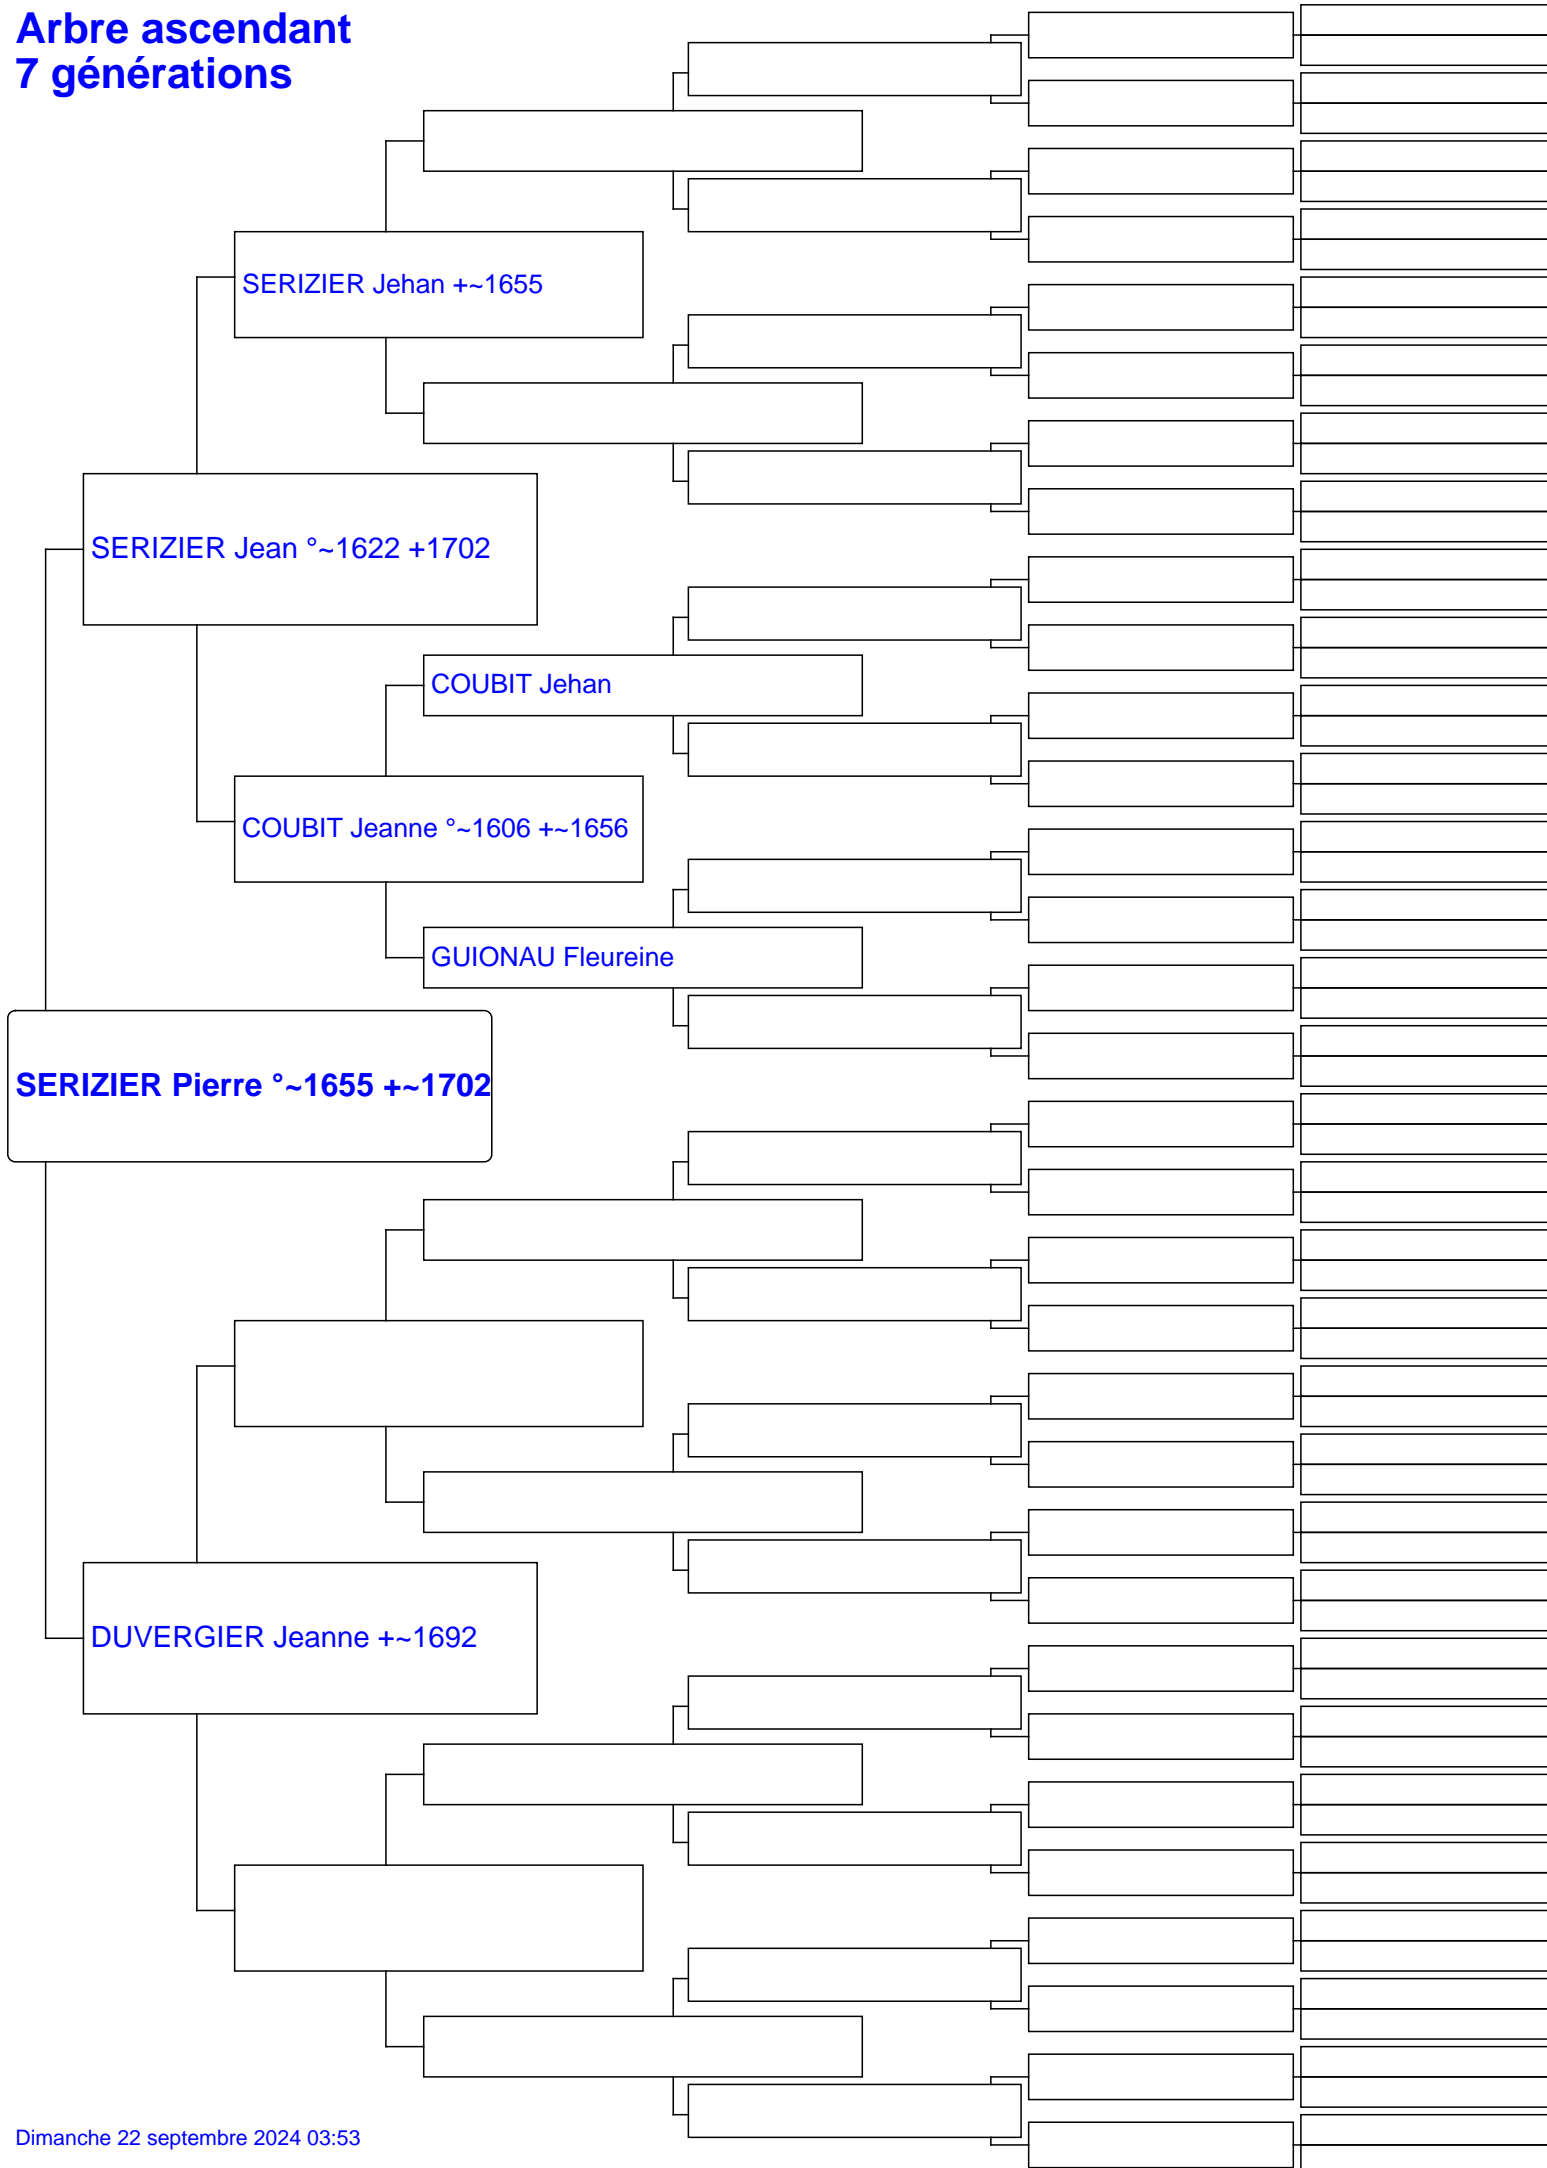 Arbre ascendant
7 générations
SERIZIER Jehan +~1655
SERIZIER Jean °~1622 +1702
COUBIT Jehan
COUBIT Jeanne °~1606 +~1656
GUIONAU Fleureine
SERIZIER Pierre °~1655 +~1702
DUVERGIER Jeanne +~1692
Dimanche 22 septembre 2024 03:53